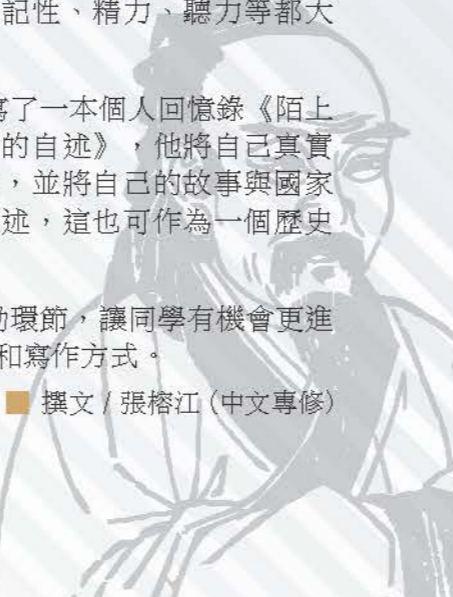 記性、精力、聽力等都大
寫了一本個人回憶錄《陌上
的自述》，他將自己真實
，並將自己的故事與國家
述，這也可作為一個歷史
動環節，讓同學有機會更進
和寫作方式。
■ 撰文 / 張榕江 (中文專修)